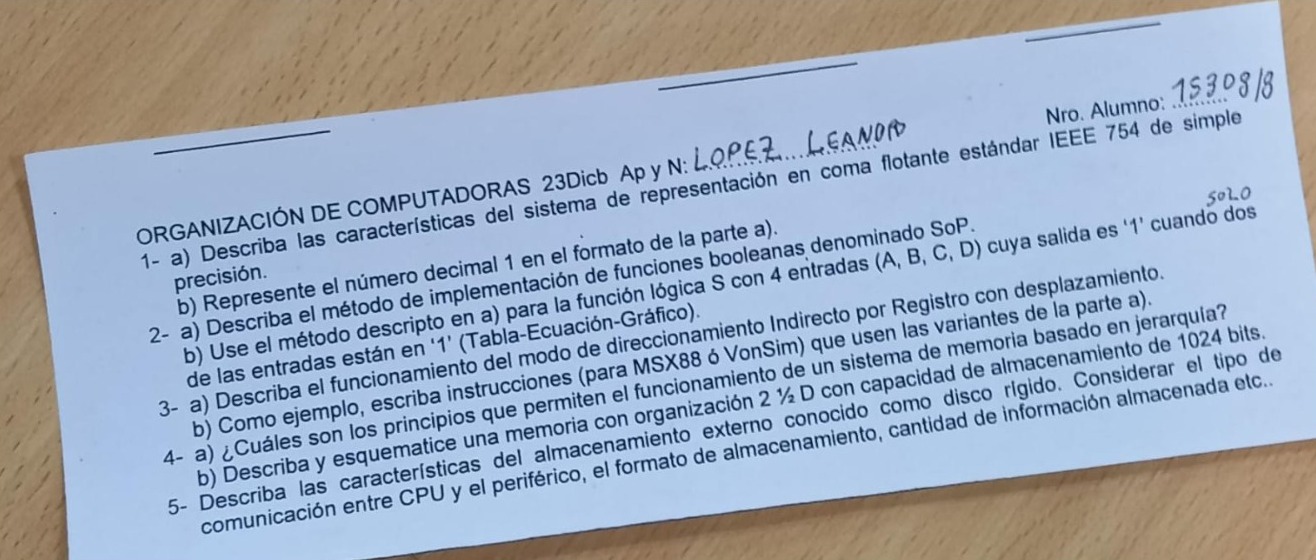 ORGANIZACIÓN DE COMPUTADORAS 23Dicb Ap y N: LOPEZ LEANDRO Nro. Alumno: 15308/8
1- a) Describa las características del sistema de representación en coma flotante estándar IEEE 754 de simple
precisión.
b) Represente el número decimal 1 en el formato de la parte a).
2- a) Describa el método de implementación de funciones booleanas denominado SoP.
SOLO
b) Use el método descripto en a) para la función lógica S con 4 entradas (A, B, C, D) cuya salida es '1' cuando dos
de las entradas están en '1' (Tabla-Ecuación-Gráfico).
3- a) Describa el funcionamiento del modo de direccionamiento Indirecto por Registro con desplazamiento.
b) Como ejemplo, escriba instrucciones (para MSX88 ó VonSim) que usen las variantes de la parte a).
4- a) ¿Cuáles son los principios que permiten el funcionamiento de un sistema de memoria basado en jerarquía?
b) Describa y esquematice una memoria con organización 2 ½ D con capacidad de almacenamiento de 1024 bits.
5- Describa las características del almacenamiento externo conocido como disco rígido. Considerar el tipo de
comunicación entre CPU y el periférico, el formato de almacenamiento, cantidad de información almacenada etc..